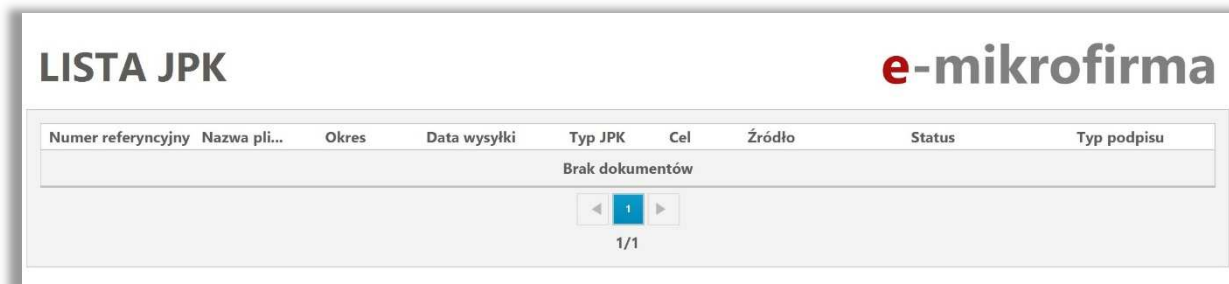 LISTA JPK
e-mikrofirma
Numer referyncyjny Nazwa pli... Okres Data wysyłki Typ JPK Cel Źródło Status Typ podpisu
Brak dokumentów
1
1/1